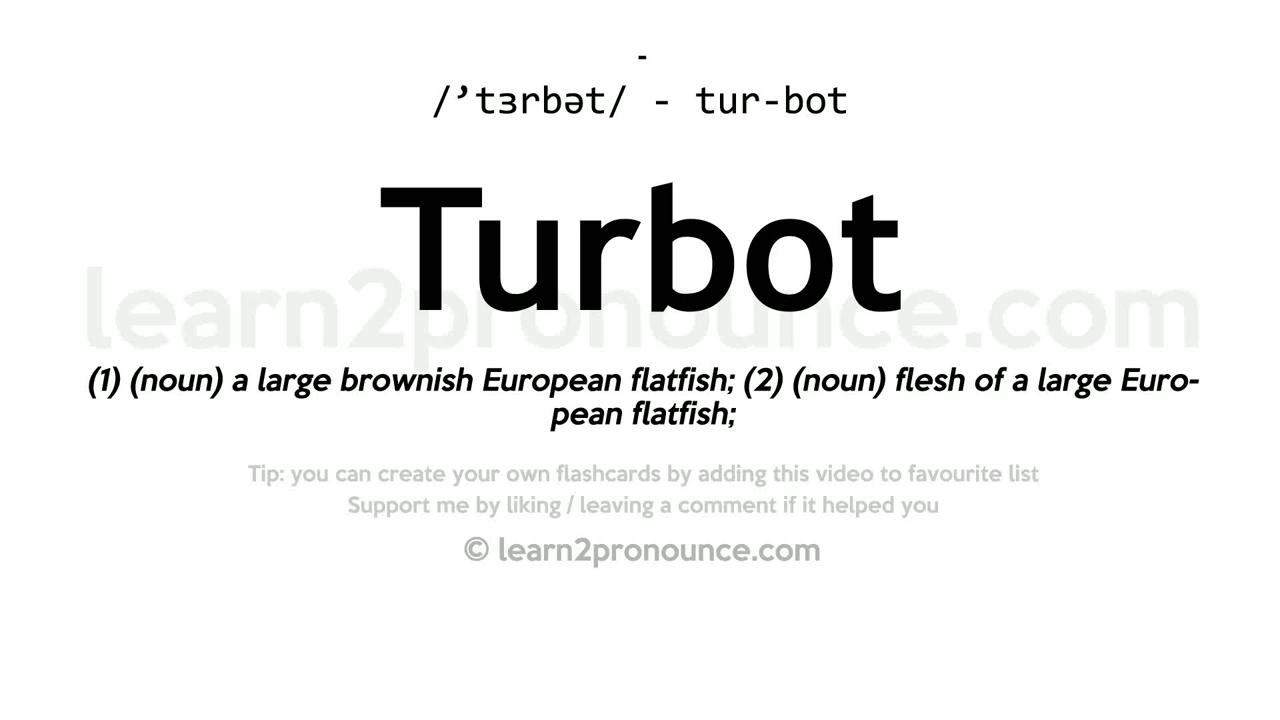 -
/’tɜrbət/ - tur-bot
Turbot
learn2pronounce.com
(1) (noun) a large brownish European flatfish; (2) (noun) flesh of a large Euro-
pean flatfish;
Tip: you can create your own flashcards by adding this video to favourite list
Support me by liking / leaving a comment if it helped you
© learn2pronounce.com